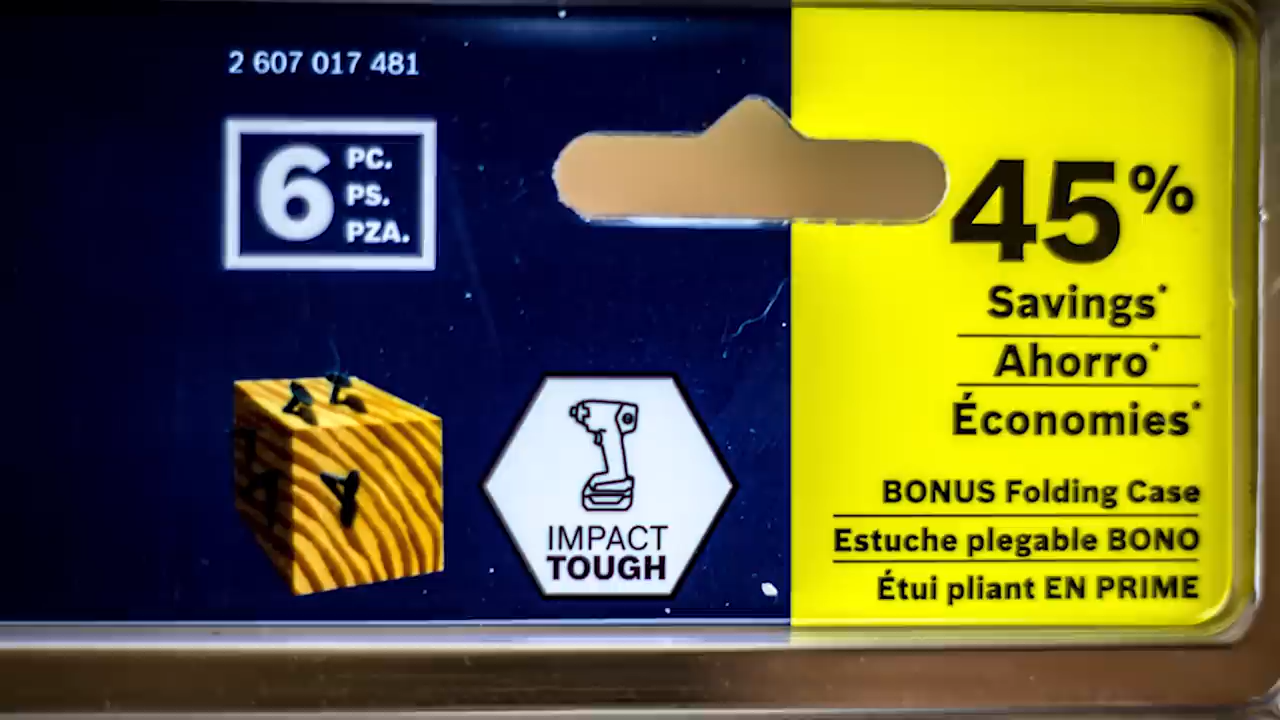 2 607 017 481
6 PC.
PS.
PZA.
IMPACT
TOUGH
45%
Savings*
Ahorro*
Économies*
BONUS Folding Case
Estuche plegable BONO
Étui pliant EN PRIME